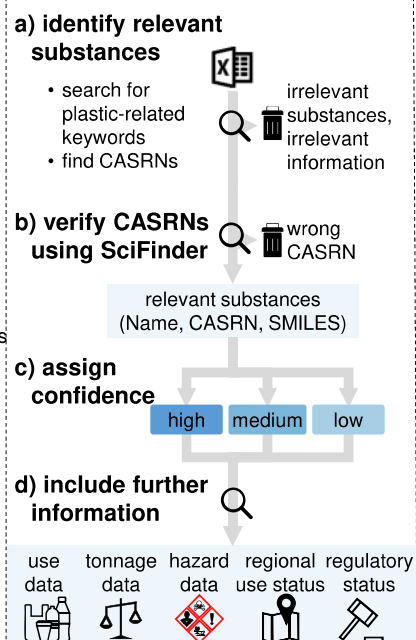 a) identify relevant
substances
• search for
plastic-related
keywords
• find CASRNs
irrelevant
substances,
irrelevant
information
b) verify CASRNs
using SciFinder
wrong
CASRN
relevant substances
(Name, CASRN, SMILES)
s
c) assign
confidence
high medium low
d) include further
information
use tonnage hazard regional regulatory
data data data use status status